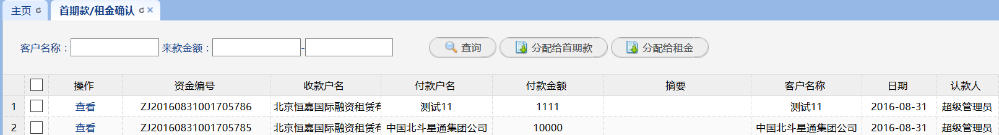 主页 首期款/租金确认
客户名称： 来款金额： - 查询 分配给首期款 分配给租金
操作 资金编号 收款户名 付款户名 付款金额 摘要 客户名称 日期 认款人
1 查看 ZJ20160831001705786 北京恒嘉国际融资租赁有 测试11 1111 测试11 2016-08-31 超级管理员
2 查看 ZJ20160831001705785 北京恒嘉国际融资租赁有 中国北斗星通集团公司 10000 中国北斗星通集团公司 2016-08-31 超级管理员